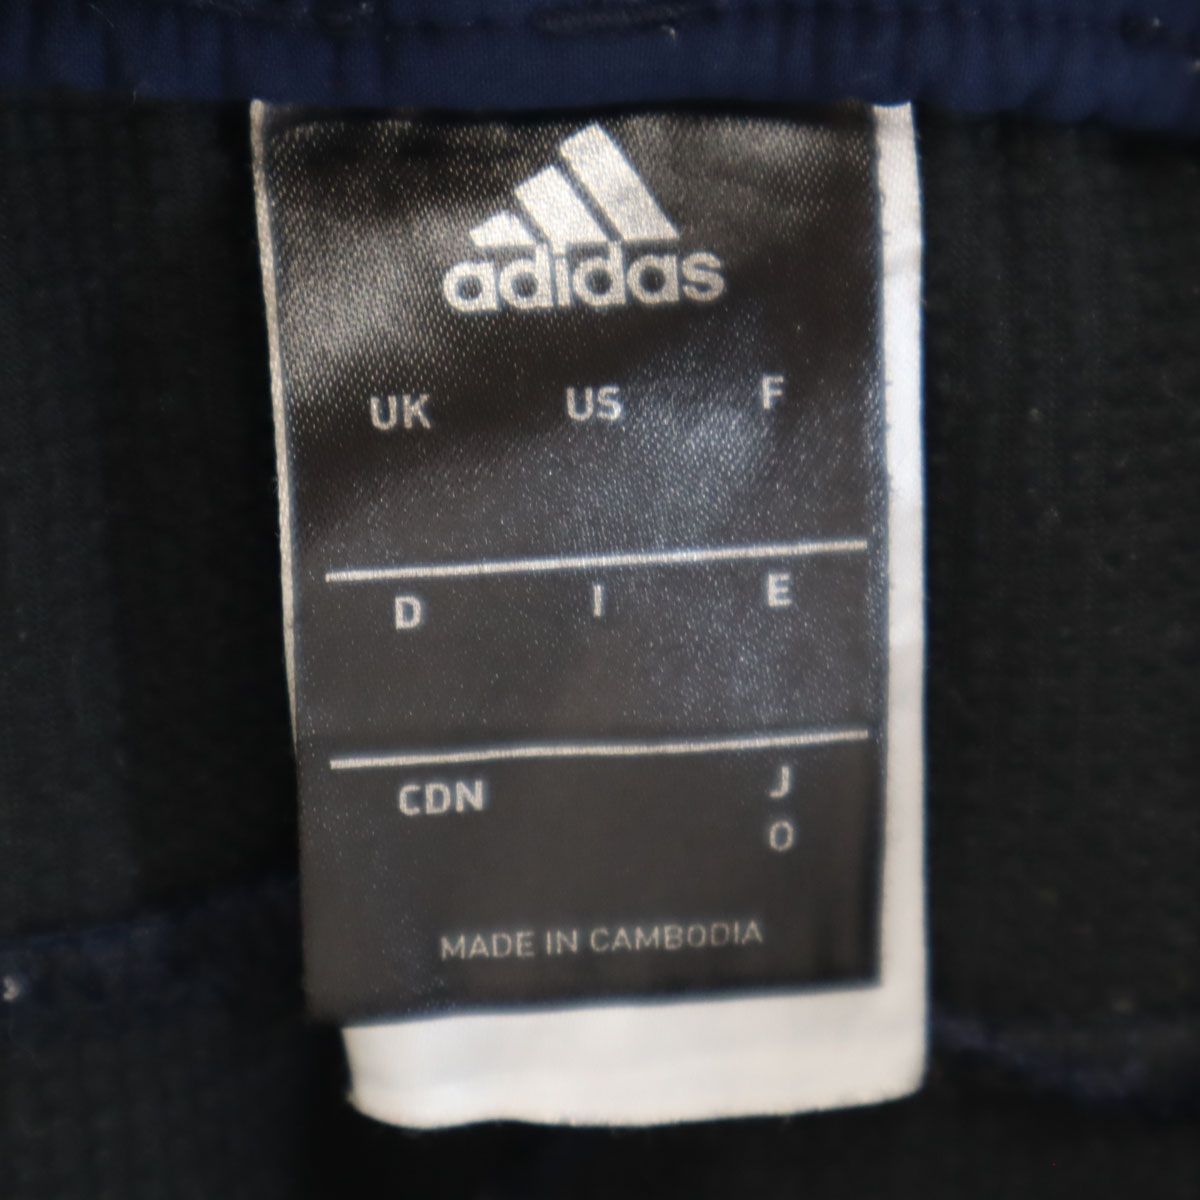 adidas
UK US F
D I E
CDN J
O
MADE IN CAMBODIA